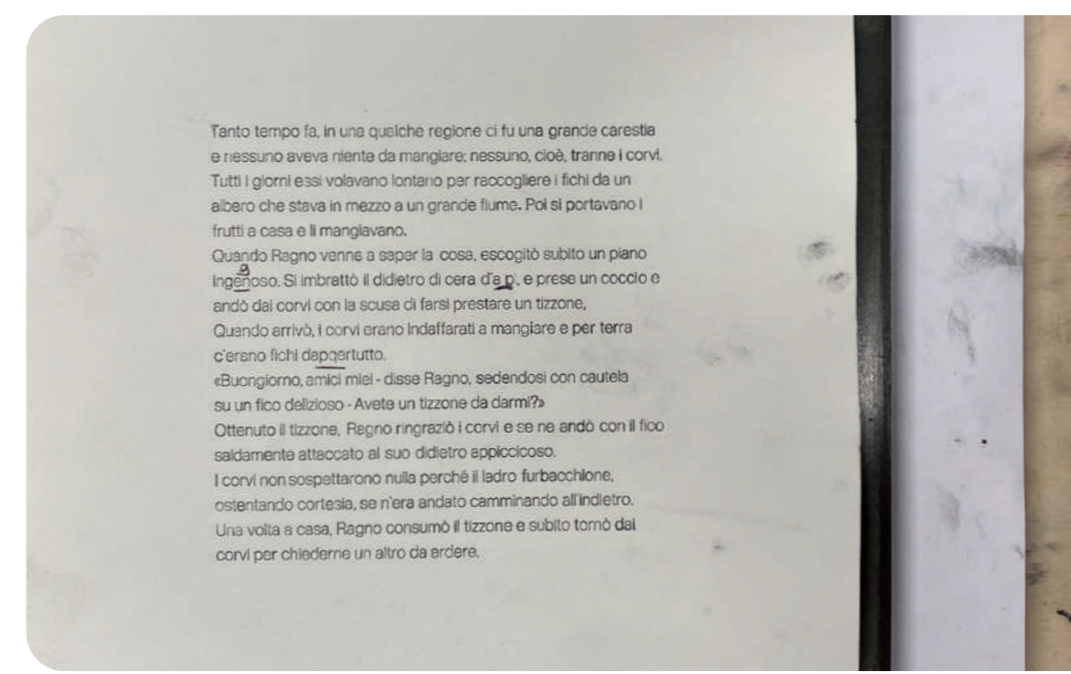 Tanto tempo fa, in una qualche regione ci fu una grande carestia
e nessuno aveva niente da mangiare; nessuno, cioè, tranne i corvi.
Tutti i giorni essi volavano lontano per raccogliere i fichi da un
albero che stava in mezzo a un grande fiume. Poi si portavano i
frutti a casa e li mangiavano.
Quando Ragno venne a saper la cosa, escogitò subito un piano
ingenoso. Si imbrattò il didietro di cera d'a p', e prese un coccio e
andò dai corvi con la scusa di farsi prestare un tizzone.
Quando arrivò, i corvi erano indaffarati a mangiare e per terra
c'erano fichi dapqertutto.
«Buongiorno, amici miei - disse Ragno, sedendosi con cautela
su un fico delizioso - Avete un tizzone da darmi?»
Ottenuto il tizzone, Ragno ringraziò i corvi e se ne andò con il fico
saldamente attaccato al suo didietro appiccicoso.
I corvi non sospettarono nulla perché il ladro furbacchione,
ostentando cortesia, se n'era andato camminando all'indietro.
Una volta a casa, Ragno consumò il tizzone e subito tornò dai
corvi per chiederne un altro da ardere.